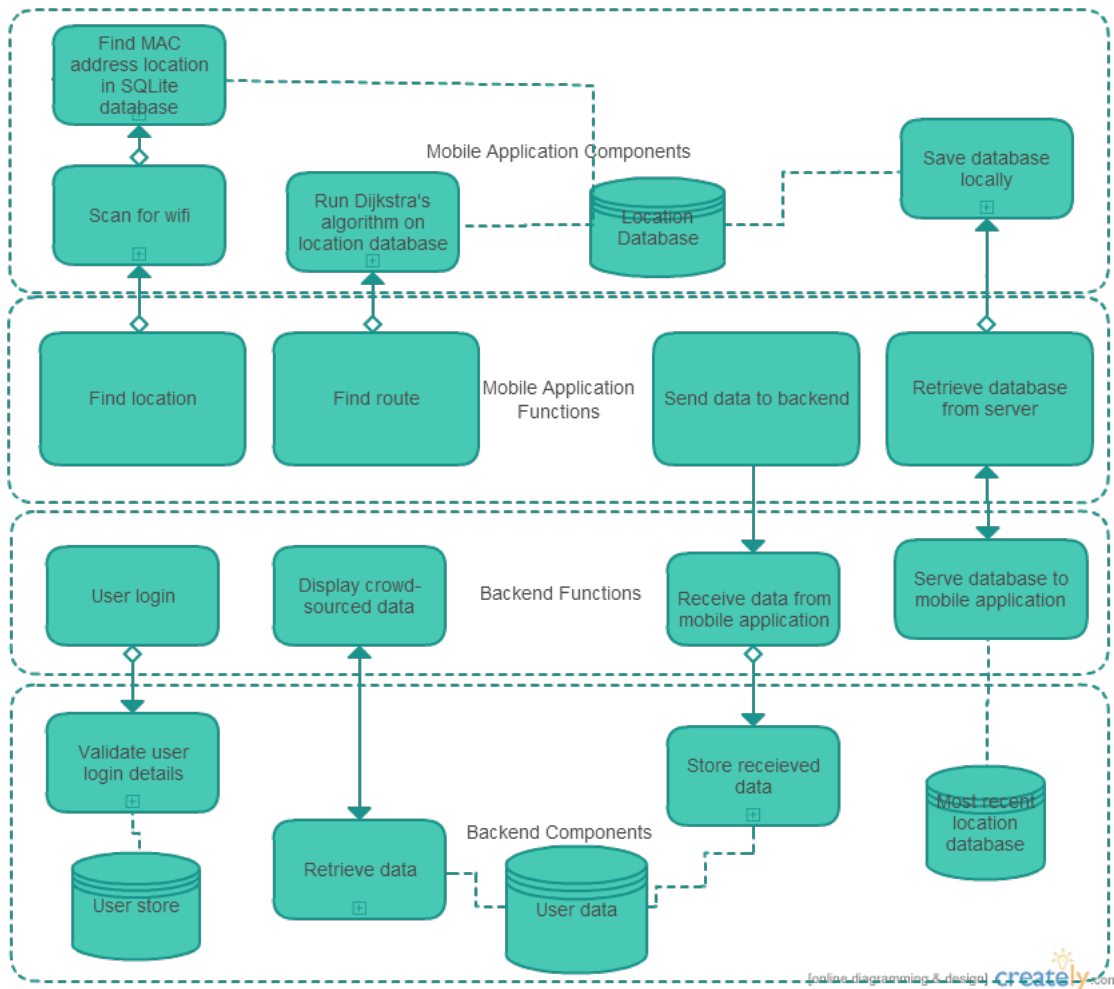 Find MAC
address location
in SQLite
database
Mobile Application Components
Save database
locally
Scan for wifi
Run Dijkstra's
algorithm on
location database
Location
Database
Find location
Find route
Mobile Application
Functions
Send data to backend
Retrieve database
from server
User login
Display crowd-
sourced data
Backend Functions
Receive data from
mobile application
Serve database to
mobile application
Validate user
login details
Store receieved
data
Most recent
location
database
Backend Components
Retrieve data
User store
User data
[online diagramming & design] creately.com